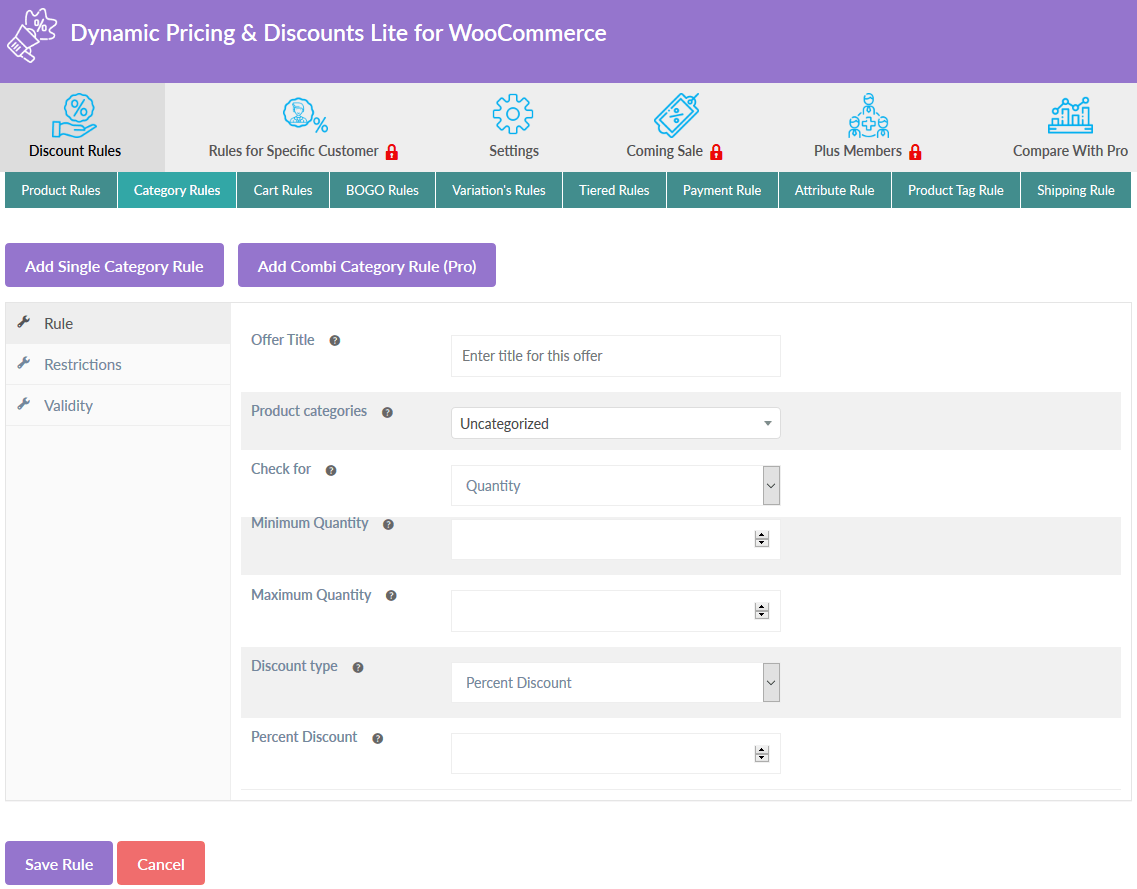 Dynamic Pricing & Discounts Lite for WooCommerce
Discount Rules Rules for Specific Customer Settings Coming Sale Plus Members Compare With Pro
Product Rules Category Rules Cart Rules BOGO Rules Variation's Rules Tiered Rules Payment Rule Attribute Rule Product Tag Rule Shipping Rule
Add Single Category Rule Add Combi Category Rule (Pro)
Rule
Restrictions
Validity
Offer Title ?
Enter title for this offer
Product categories ?
Uncategorized
Check for ?
Quantity
Minimum Quantity ?
Maximum Quantity ?
Discount type ?
Percent Discount
Percent Discount ?
Save Rule Cancel